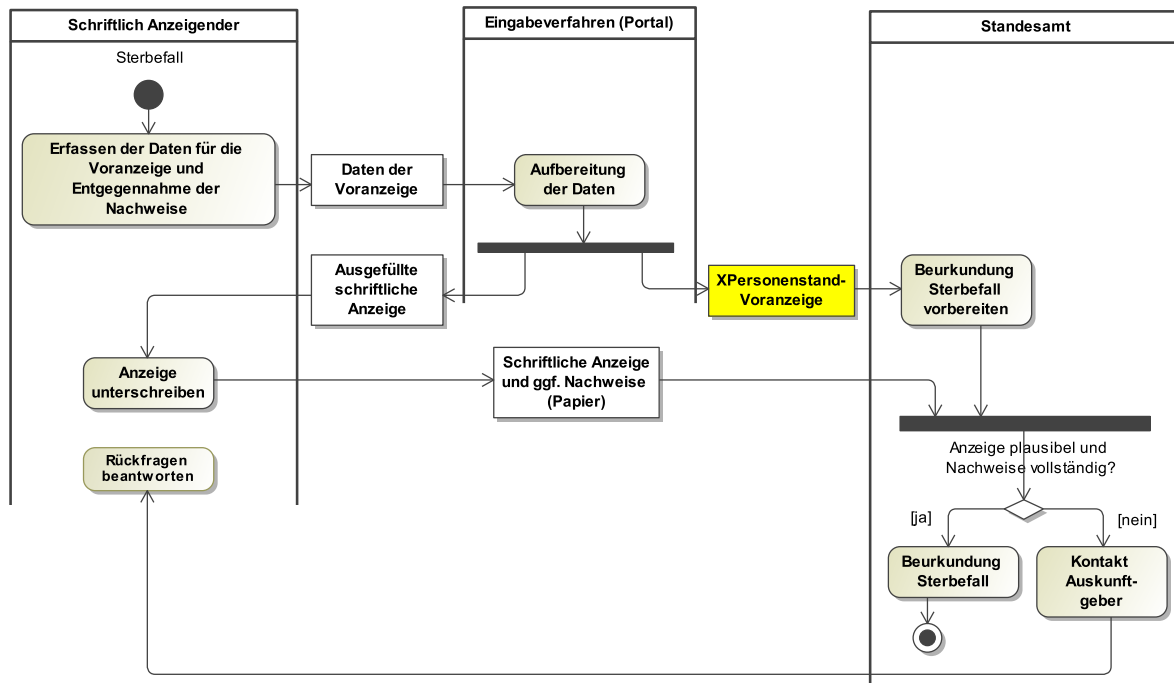 Schriftlich Anzeigender
Eingabeverfahren (Portal)
Standesamt
Sterbefall
Erfassen der Daten für die
Voranzeige und
Entgegennahme der
Nachweise
Daten der
Voranzeige
Aufbereitung
der Daten
Ausgefüllte
schriftliche
Anzeige
XPersonenstand-
Voranzeige
Beurkundung
Sterbefall
vorbereiten
Anzeige
unterschreiben
Schriftliche Anzeige
und ggf. Nachweise
(Papier)
Rückfragen
beantworten
Anzeige plausibel und
Nachweise vollständig?
[ja]
[nein]
Beurkundung
Sterbefall
Kontakt
Auskunft-
geber